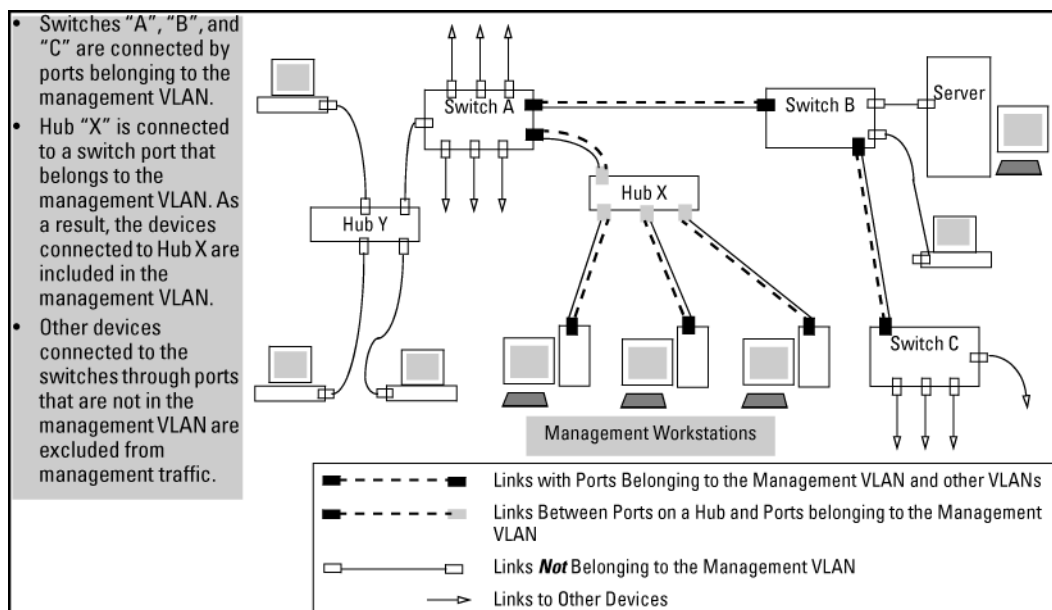 • Switches “A”, “B”, and
“C” are connected by
ports belonging to the
management VLAN.
• Hub “X” is connected
to a switch port that
belongs to the
management VLAN. As
a result, the devices
connected to Hub X are
included in the
management VLAN.
• Other devices
connected to the
switches through ports
that are not in the
management VLAN are
excluded from
management traffic.
Switch A
Switch B
Server
Hub X
Hub Y
Switch C
Management Workstations
Links with Ports Belonging to the Management VLAN and other VLANs
Links Between Ports on a Hub and Ports belonging to the Management
VLAN
Links Not Belonging to the Management VLAN
Links to Other Devices